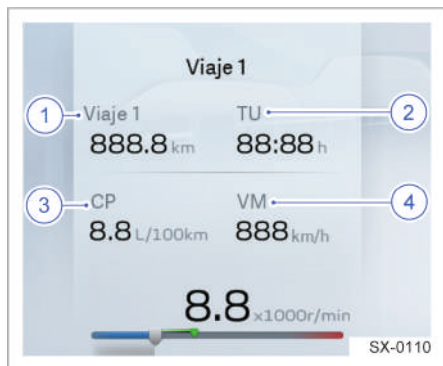 Viaje 1
1 Viaje 1 TU 2
888.8 km 88:88 h
3 CP VM 4
8.8 L/100km 888 km/h
8.8 x1000r/min
SX-0110